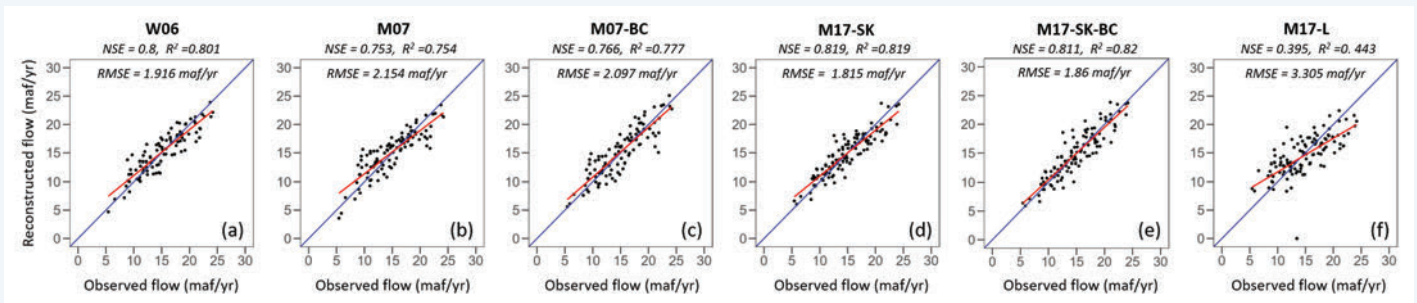 W06 M07 M07-BC M17-SK M17-SK-BC M17-L
NSE = 0.8, R² =0.801 NSE = 0.753, R² =0.754 NSE = 0.766, R² =0.777 NSE = 0.819, R² =0.819 NSE = 0.811, R² =0.82 NSE = 0.395, R² =0. 443
RMSE = 1.916 maf/yr RMSE = 2.154 maf/yr RMSE = 2.097 maf/yr RMSE = 1.815 maf/yr RMSE = 1.86 maf/yr RMSE = 3.305 maf/yr
Reconstructed flow (maf/yr)
30 30 30 30 30 30
25 25 25 25 25 25
20 20 20 20 20 20
15 15 15 15 15 15
10 10 10 10 10 10
5 5 5 5 5 5
0 0 0 0 0 0
(a) (b) (c) (d) (e) (f)
0 5 10 15 20 25 30 0 5 10 15 20 25 30 0 5 10 15 20 25 30 0 5 10 15 20 25 30 0 5 10 15 20 25 30 0 5 10 15 20 25 30
Observed flow (maf/yr) Observed flow (maf/yr) Observed flow (maf/yr) Observed flow (maf/yr) Observed flow (maf/yr) Observed flow (maf/yr)